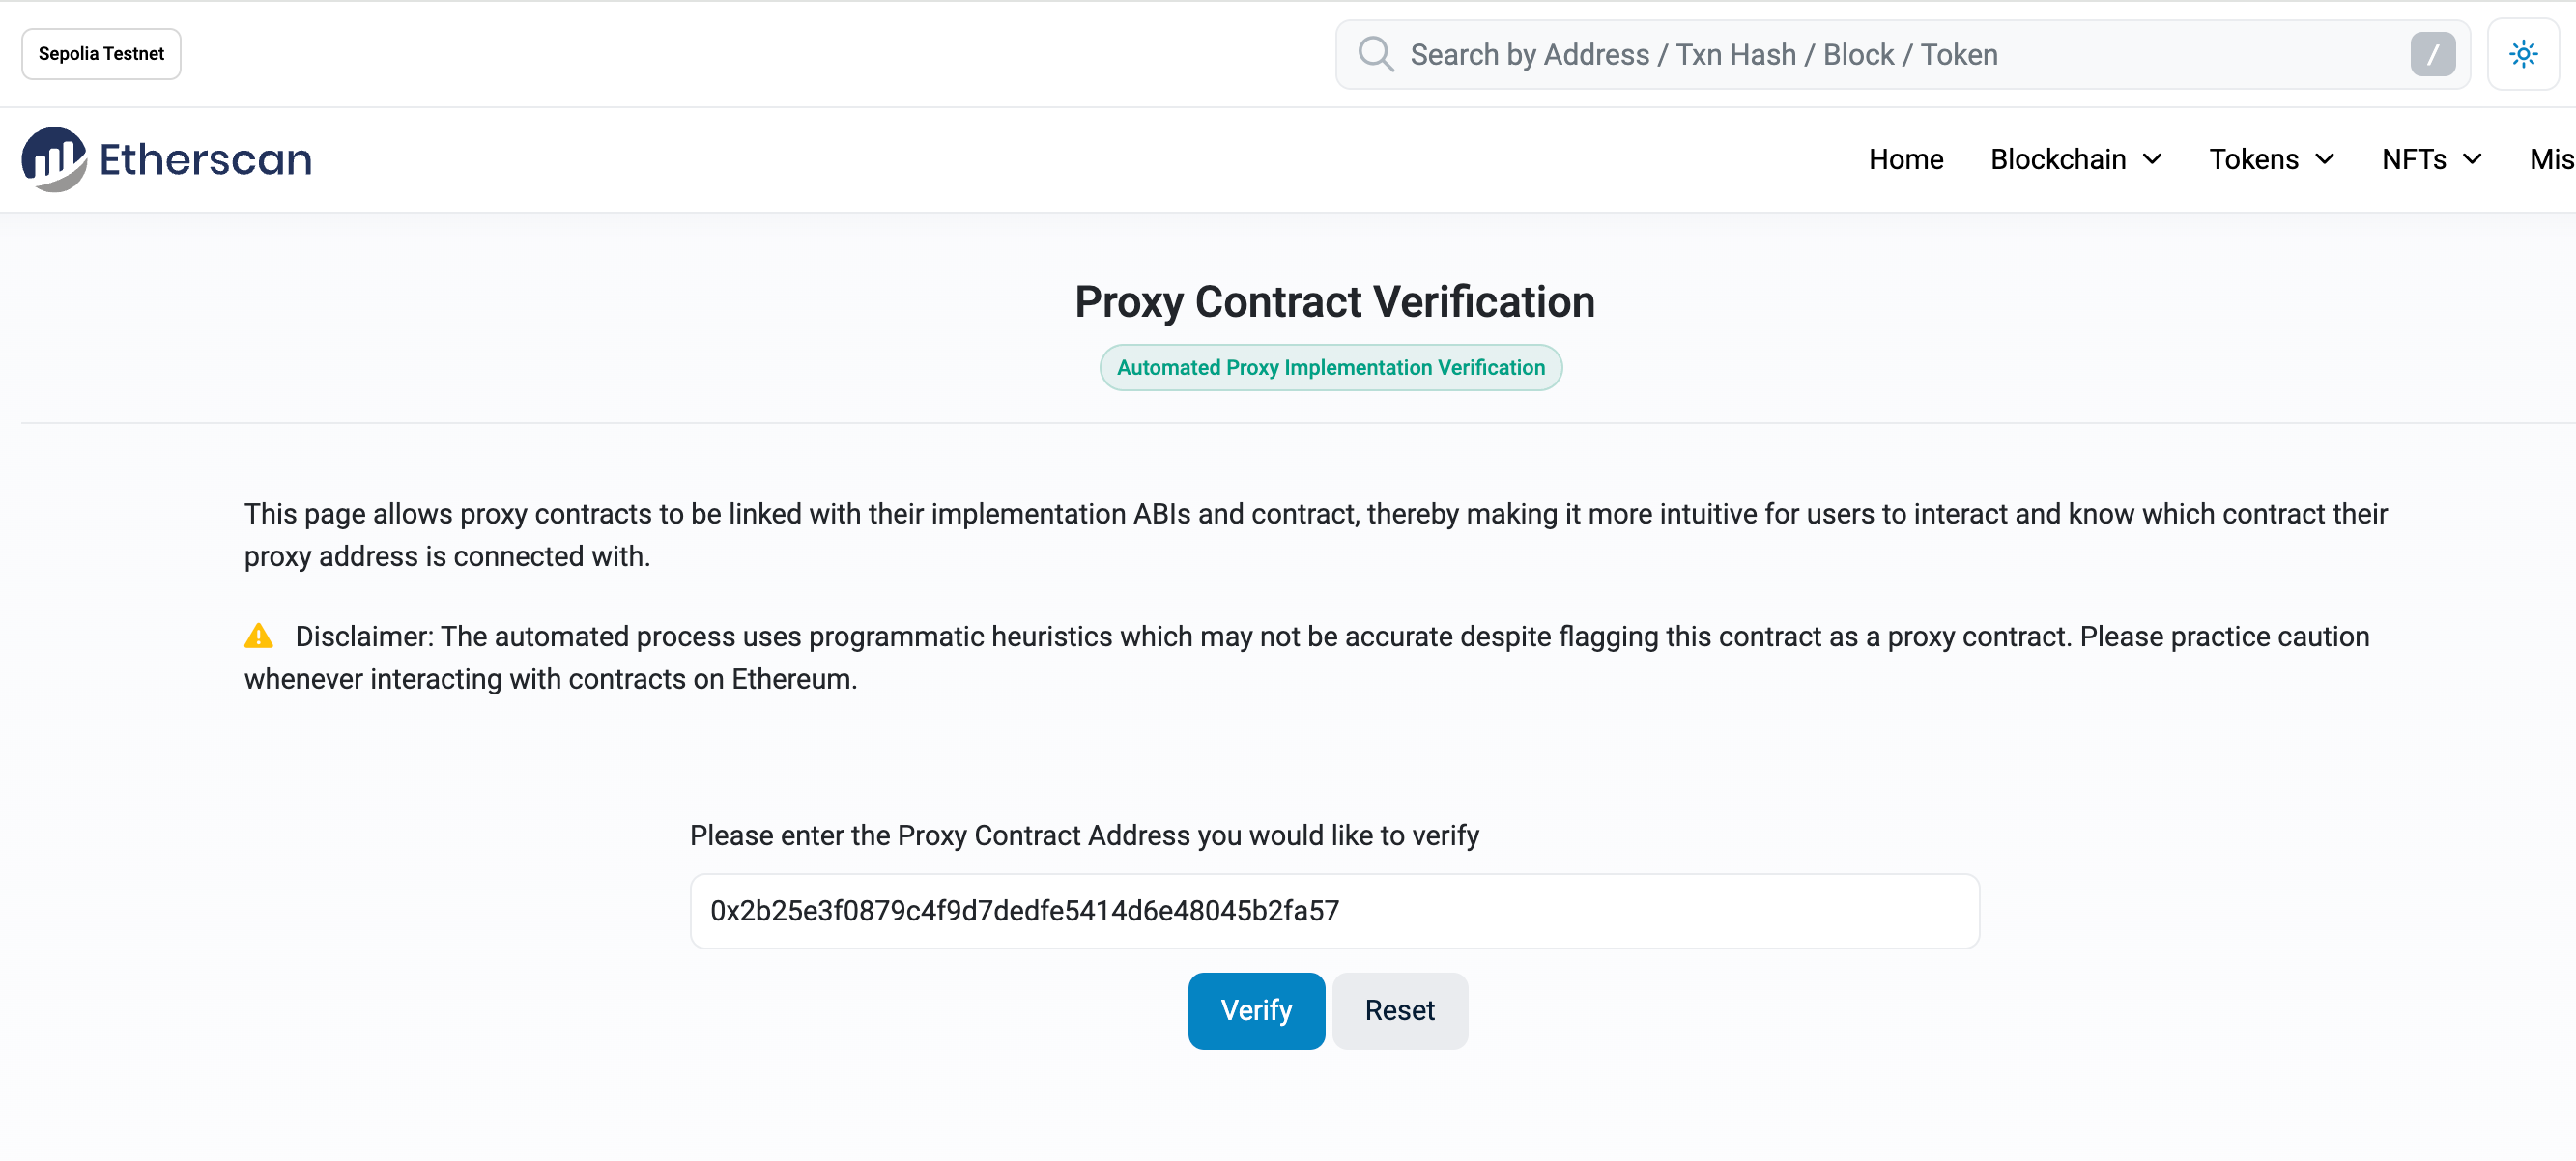 Sepolia Testnet
Search by Address / Txn Hash / Block / Token
/
Etherscan
Home
Blockchain
Tokens
NFTs
Mis
Proxy Contract Verification
Automated Proxy Implementation Verification
This page allows proxy contracts to be linked with their implementation ABIs and contract, thereby making it more intuitive for users to interact and know which contract their
proxy address is connected with.
Disclaimer: The automated process uses programmatic heuristics which may not be accurate despite flagging this contract as a proxy contract. Please practice caution
whenever interacting with contracts on Ethereum.
Please enter the Proxy Contract Address you would like to verify
0x2b25e3f0879c4f9d7dedfe5414d6e48045b2fa57
Verify
Reset